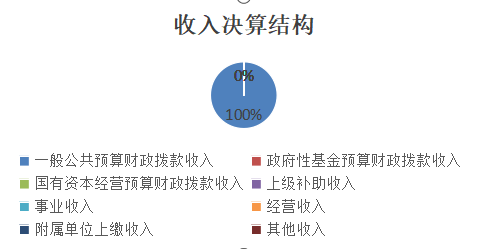 收入决算结构
0%
100%
一般公共预算财政拨款收入 政府性基金预算财政拨款收入
国有资本经营预算财政拨款收入 上级补助收入
事业收入 经营收入
附属单位上缴收入 其他收入